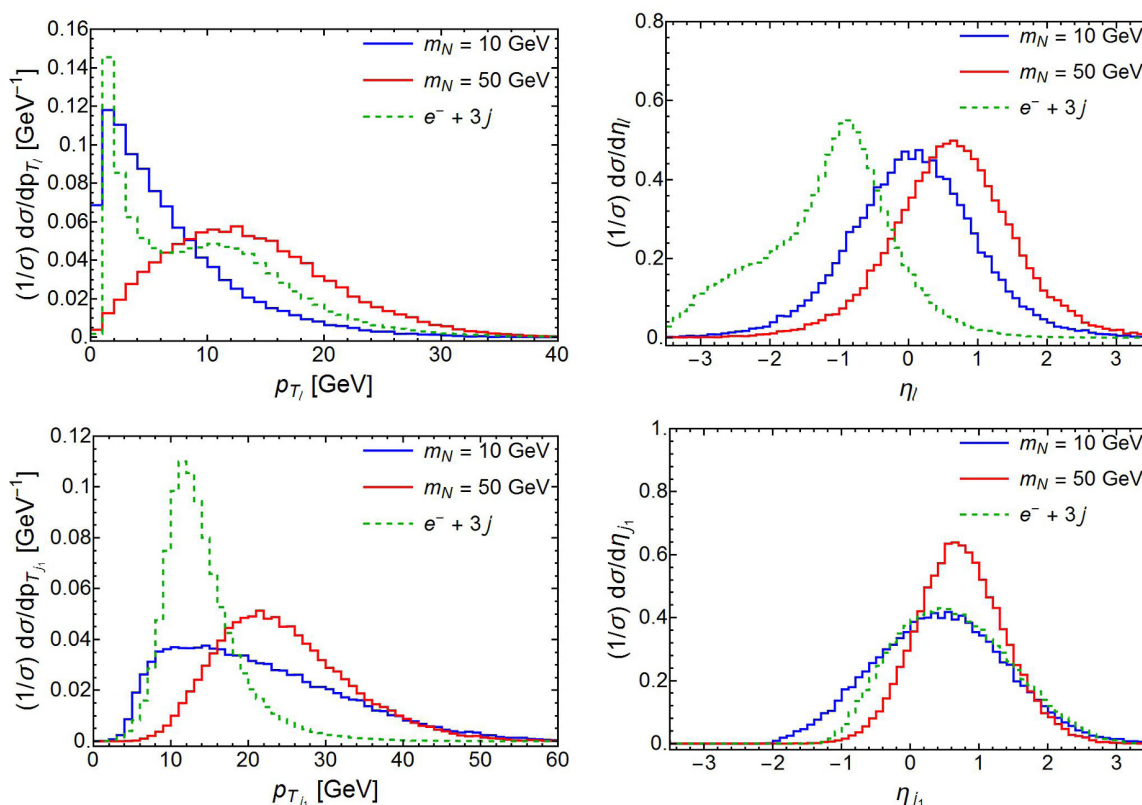 (1/σ) dσ/dp_{T_l} [GeV⁻¹]
0.16
0.14
0.12
0.10
0.08
0.06
0.04
0.02
0
m_N = 10 GeV
m_N = 50 GeV
e⁻ + 3 j
0 10 20 30 40
p_{T_l} [GeV]
(1/σ) dσ/dη_l
0.8
0.6
0.4
0.2
0
m_N = 10 GeV
m_N = 50 GeV
e⁻ + 3 j
−3 −2 −1 0 1 2 3
η_l
(1/σ) dσ/dp_{T_{j_1}} [GeV⁻¹]
0.12
0.1
0.08
0.06
0.04
0.02
0.
m_N = 10 GeV
m_N = 50 GeV
e⁻ + 3 j
0 10 20 30 40 50 60
p_{T_{j_1}} [GeV]
(1/σ) dσ/dη_{j_1}
1.
0.8
0.6
0.4
0.2
0.
m_N = 10 GeV
m_N = 50 GeV
e⁻ + 3 j
−3 −2 −1 0 1 2 3
η_{j_1}